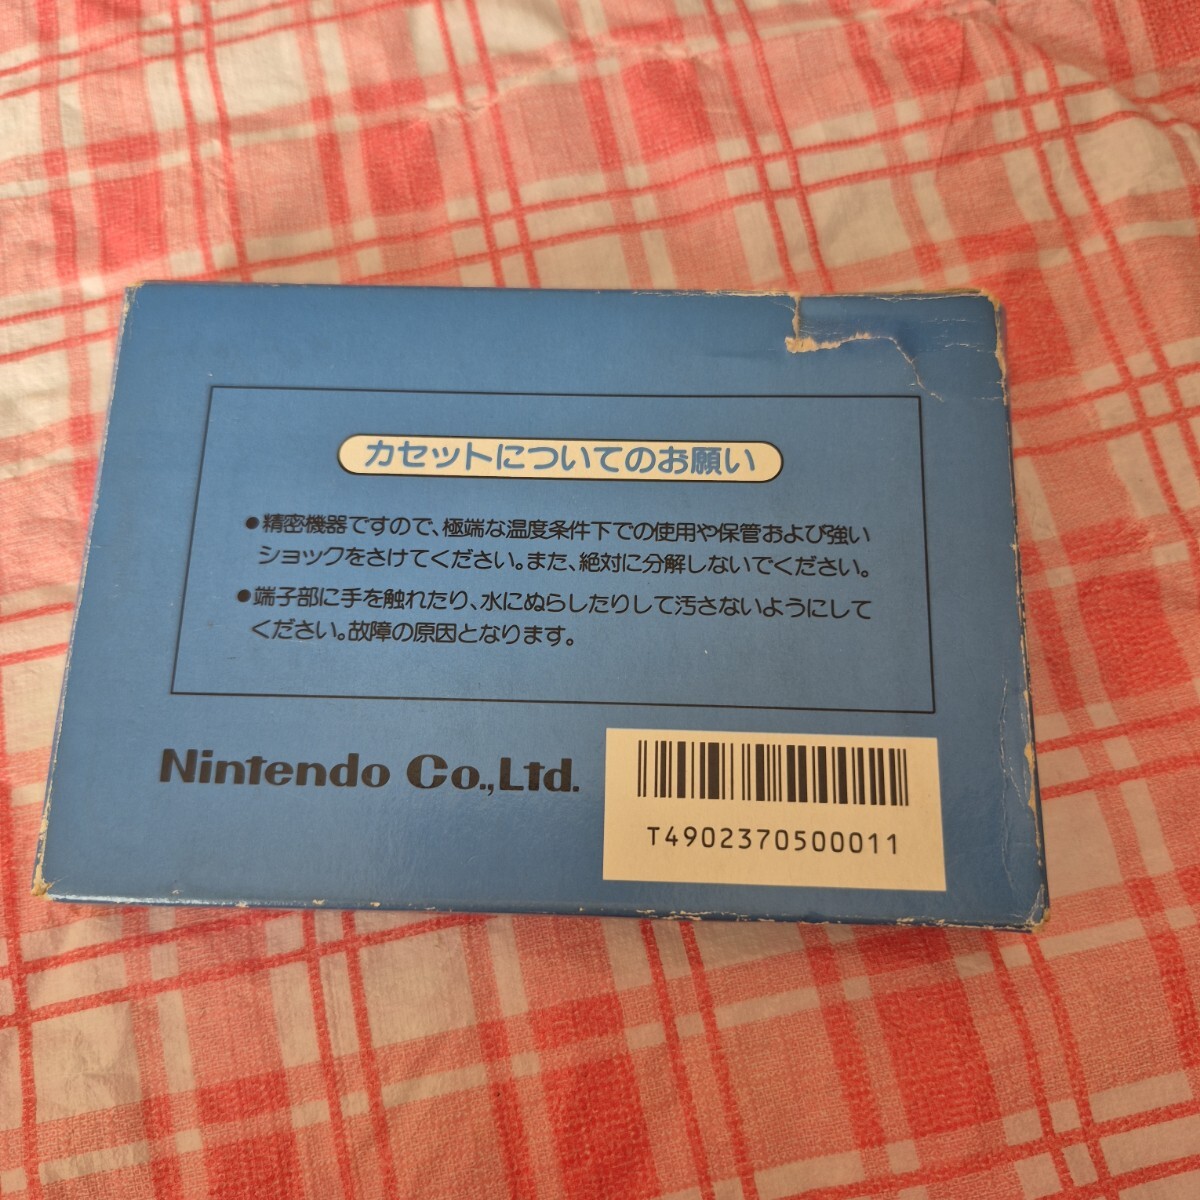 カセットについてのお願い
●精密機器ですので、極端な温度条件下での使用や保管および強い
ショックをさけてください。また、絶対に分解しないでください。
●端子部に手を触れたり、水にぬらしたりして汚さないようにして
ください。故障の原因となります。
Nintendo Co.,Ltd.
T4902370500011